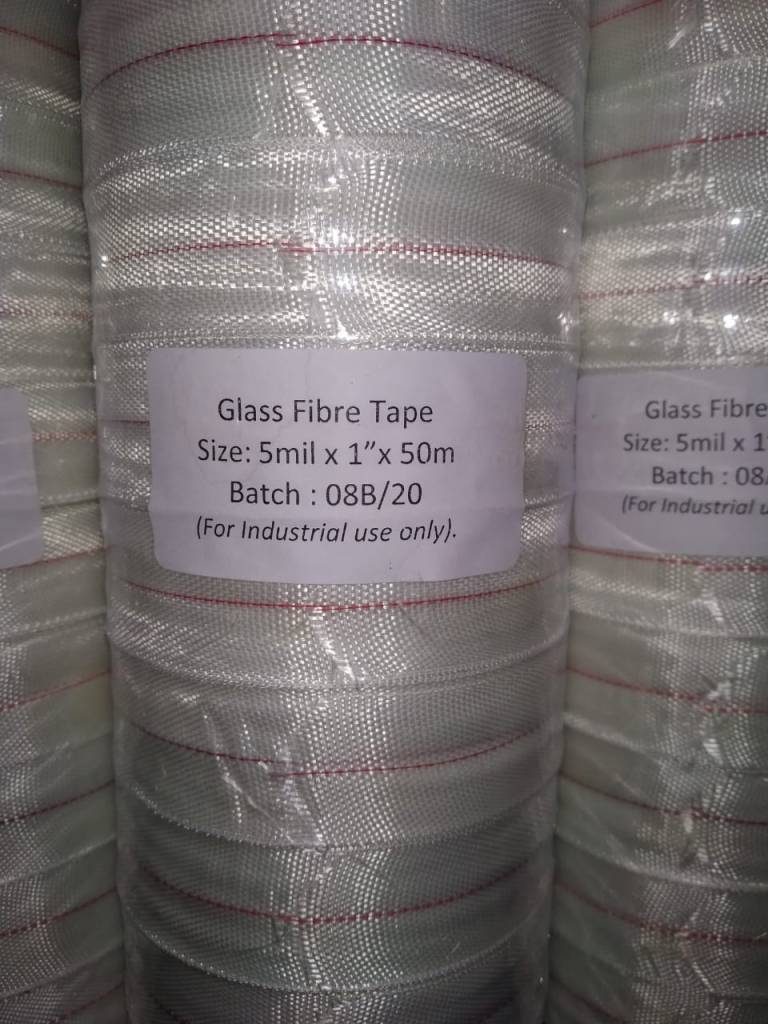 Glass Fibre Tape
Size: 5mil x 1”x 50m
Batch : 08B/20
(For Industrial use only).
Glass Fibre
Size: 5mil x 1"
Batch : 08
(For Industrial